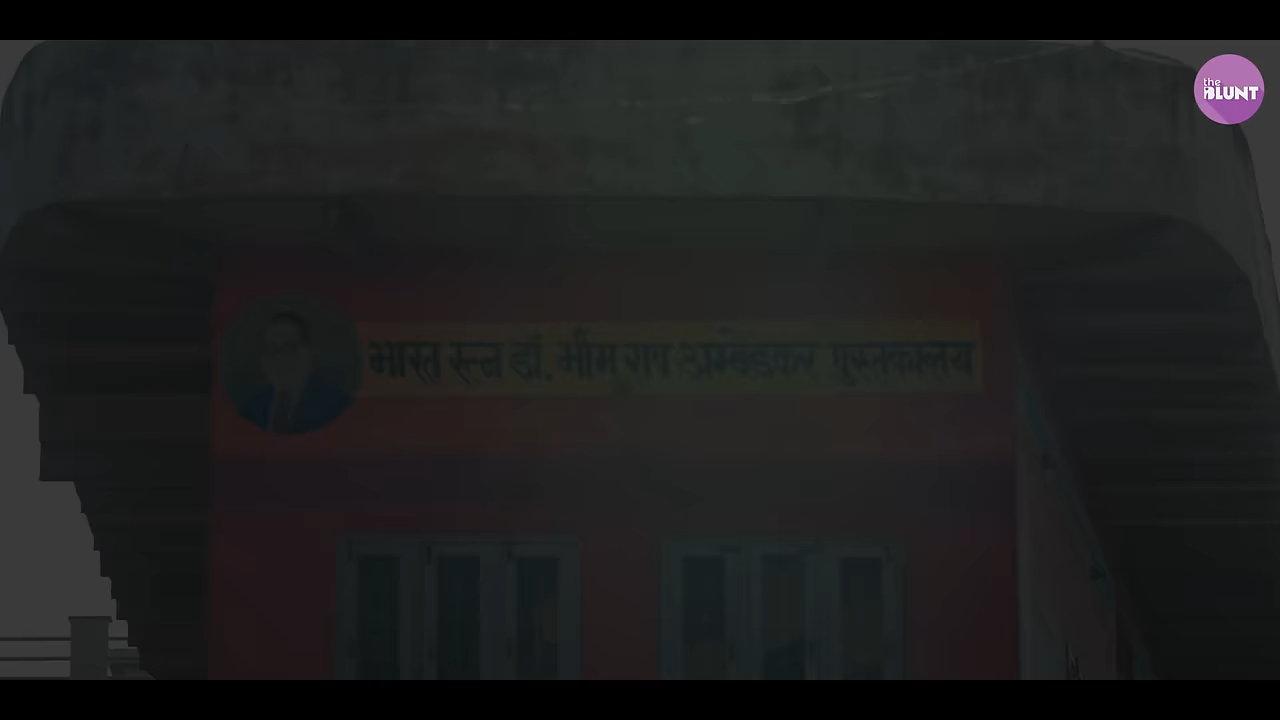 the
BLUNT
भारत रत्न डॉ. भीम राव अम्बेडकर पुस्तकालय